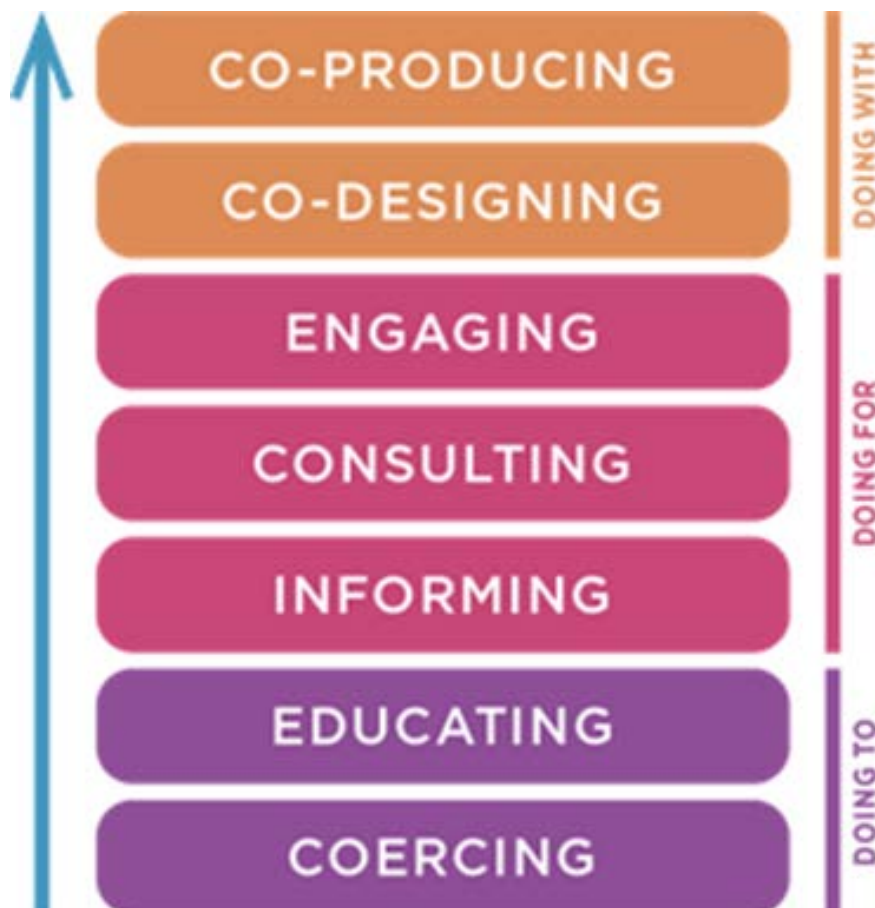 CO-PRODUCING
CO-DESIGNING
DOING WITH
ENGAGING
CONSULTING
INFORMING
DOING FOR
EDUCATING
COERCING
DOING TO